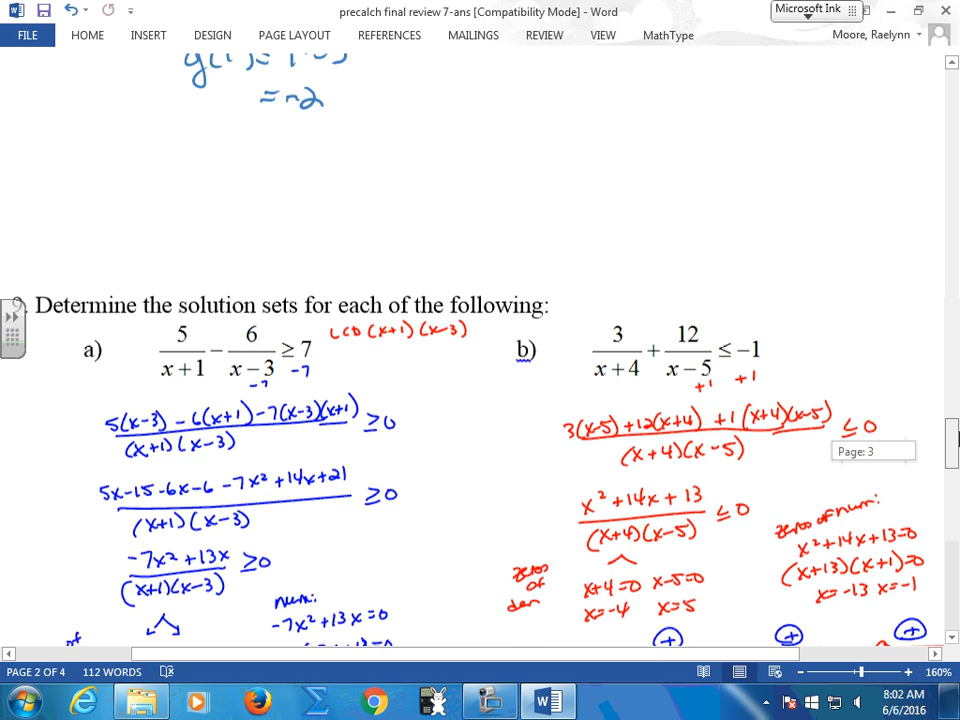 precalch final review 7-ans [Compatibility Mode] - Word
Microsoft Ink
FILE HOME INSERT DESIGN PAGE LAYOUT REFERENCES MAILINGS REVIEW VIEW MathType
Moore, Raelynn
= -2
9. Determine the solution sets for each of the following:
a) 5/(x+1) − 6/(x−3) ≥ 7
LCD (x+1)(x-3)
-7 -7
5(x-3) - 6(x+1) - 7(x-3)(x+1) ≥ 0
(x+1)(x-3)
5x-15-6x-6-7x²+14x+21 ≥ 0
(x+1)(x-3)
-7x²+13x ≥ 0
(x+1)(x-3)
num:
-7x²+13x=0
of
b) 3/(x+4) + 12/(x−5) ≤ −1
+1 +1
3(x-5)+12(x+4) +1(x+4)(x-5) ≤ 0
(x+4)(x-5)
Page: 3
x²+14x+13 ≤ 0
(x+4)(x-5)
zeros of den
x+4=0 x-5=0
x=-4 x=5
zeros of num:
x²+14x+13=0
(x+13)(x+1)=0
x=-13 x=-1
+ + +
PAGE 2 OF 4 112 WORDS
160%
8:02 AM
6/6/2016